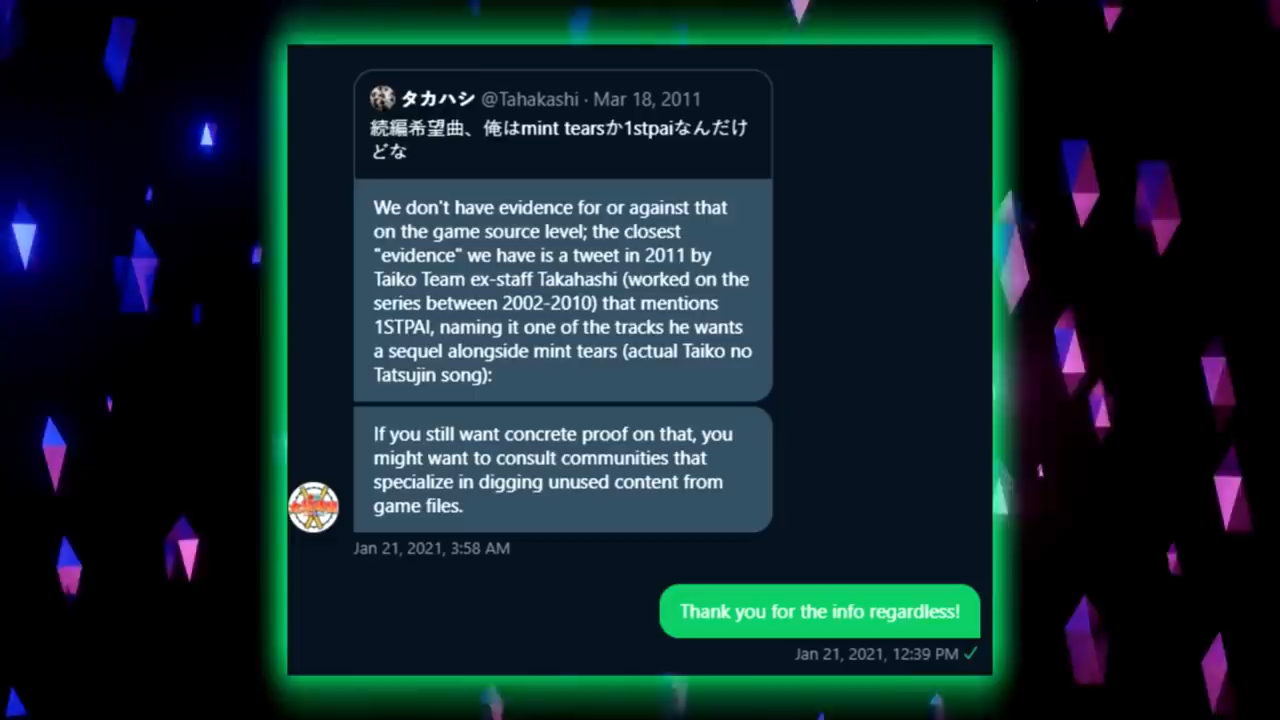 タカハシ @Tahakashi · Mar 18, 2011
続編希望曲、俺はmint tearsか1stpaiなんだけ
どな
We don't have evidence for or against that
on the game source level; the closest
"evidence" we have is a tweet in 2011 by
Taiko Team ex-staff Takahashi (worked on the
series between 2002-2010) that mentions
1STPAI, naming it one of the tracks he wants
a sequel alongside mint tears (actual Taiko no
Tatsujin song):
If you still want concrete proof on that, you
might want to consult communities that
specialize in digging unused content from
game files.
Jan 21, 2021, 3:58 AM
Thank you for the info regardless!
Jan 21, 2021, 12:39 PM ✓